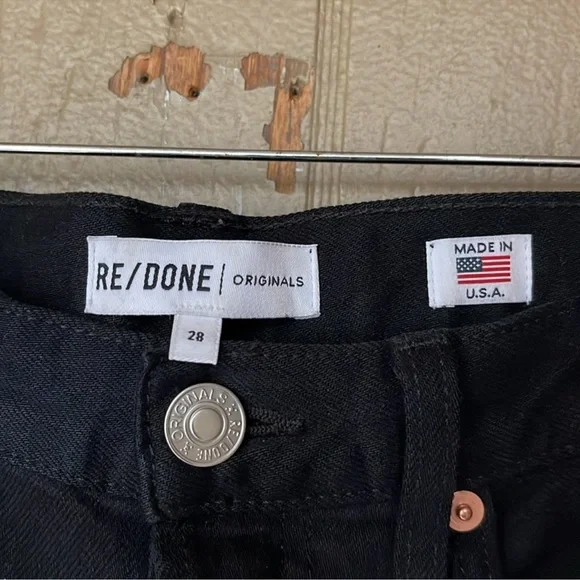 RE/DONE | ORIGINALS
MADE IN
U.S.A.
28
ORIGINALS x RE/DONE x